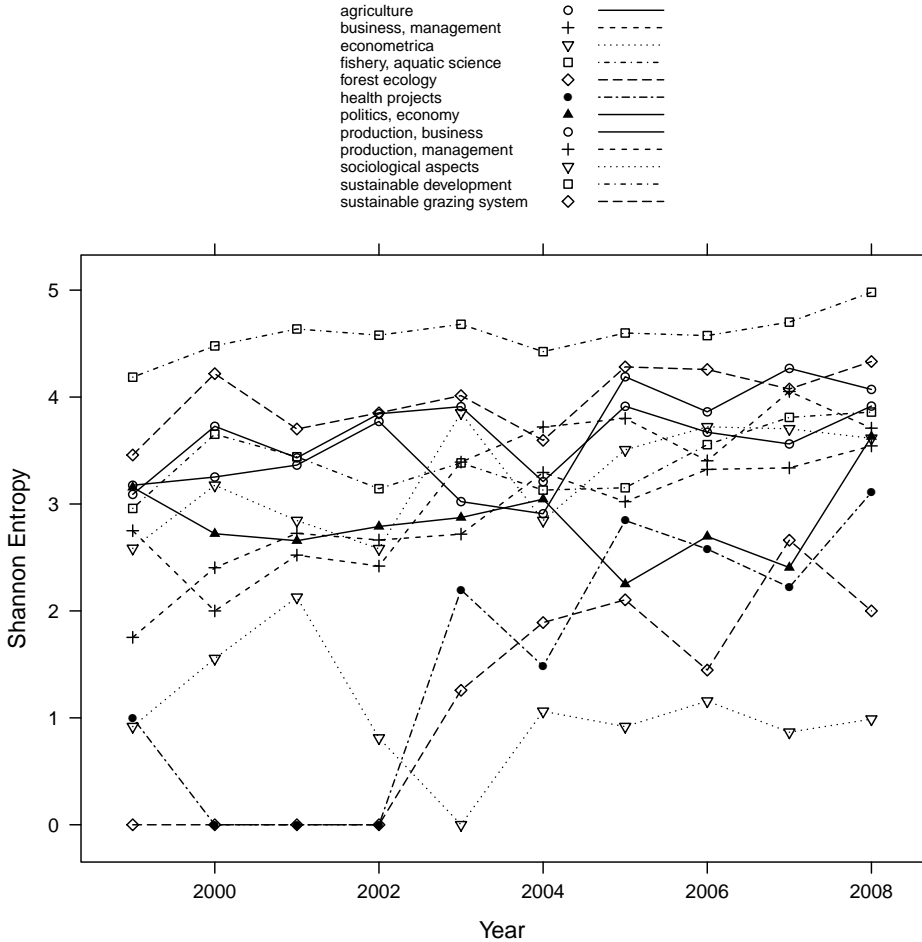 agriculture
business, management
econometrica
fishery, aquatic science
forest ecology
health projects
politics, economy
production, business
production, management
sociological aspects
sustainable development
sustainable grazing system
5
4
3
2
1
0
Shannon Entropy
2000 2002 2004 2006 2008
Year